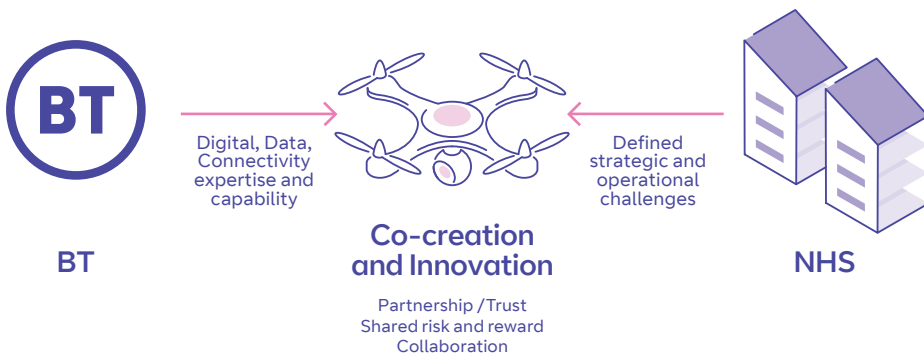 BT
Digital, Data,
Connectivity
expertise and
capability
BT
Co-creation
and Innovation
Partnership /Trust
Shared risk and reward
Collaboration
Defined
strategic and
operational
challenges
NHS